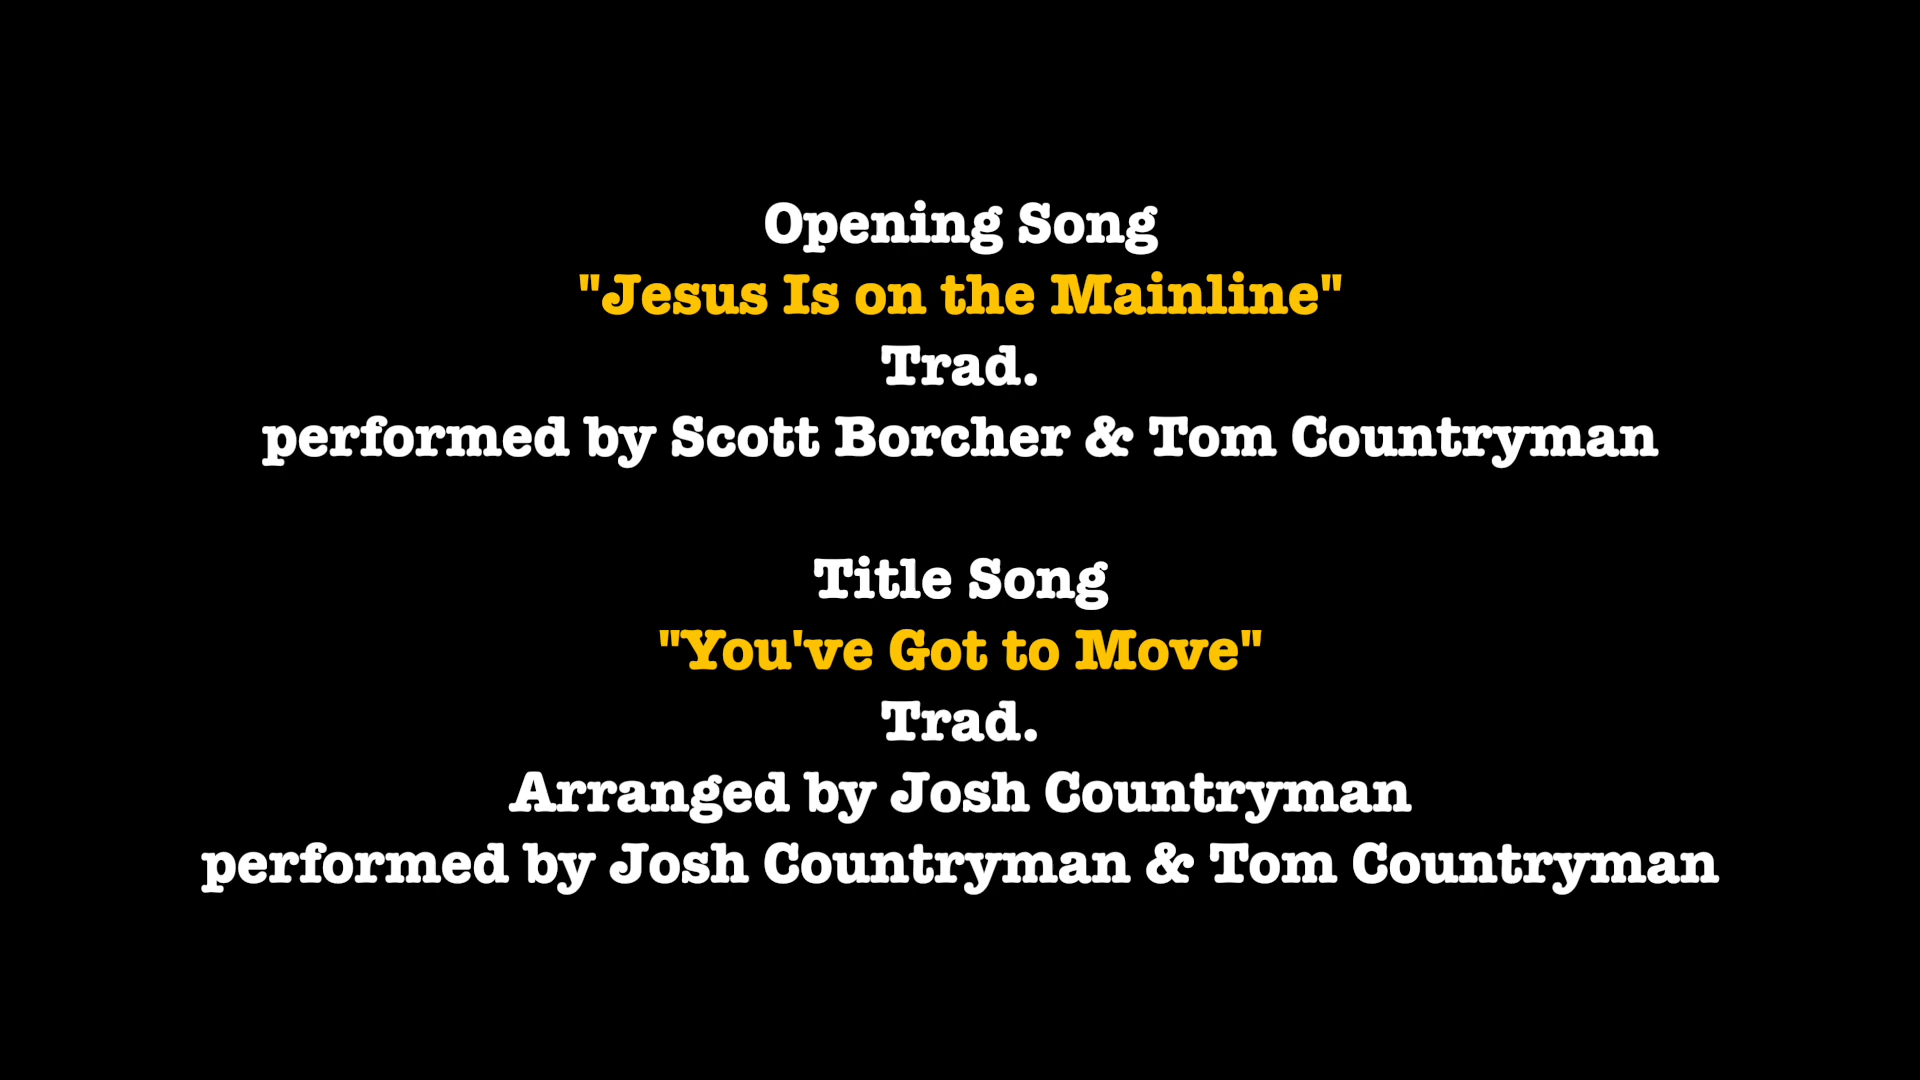 Opening Song
"Jesus Is on the Mainline"
Trad.
performed by Scott Borcher & Tom Countryman
Title Song
"You've Got to Move"
Trad.
Arranged by Josh Countryman
performed by Josh Countryman & Tom Countryman